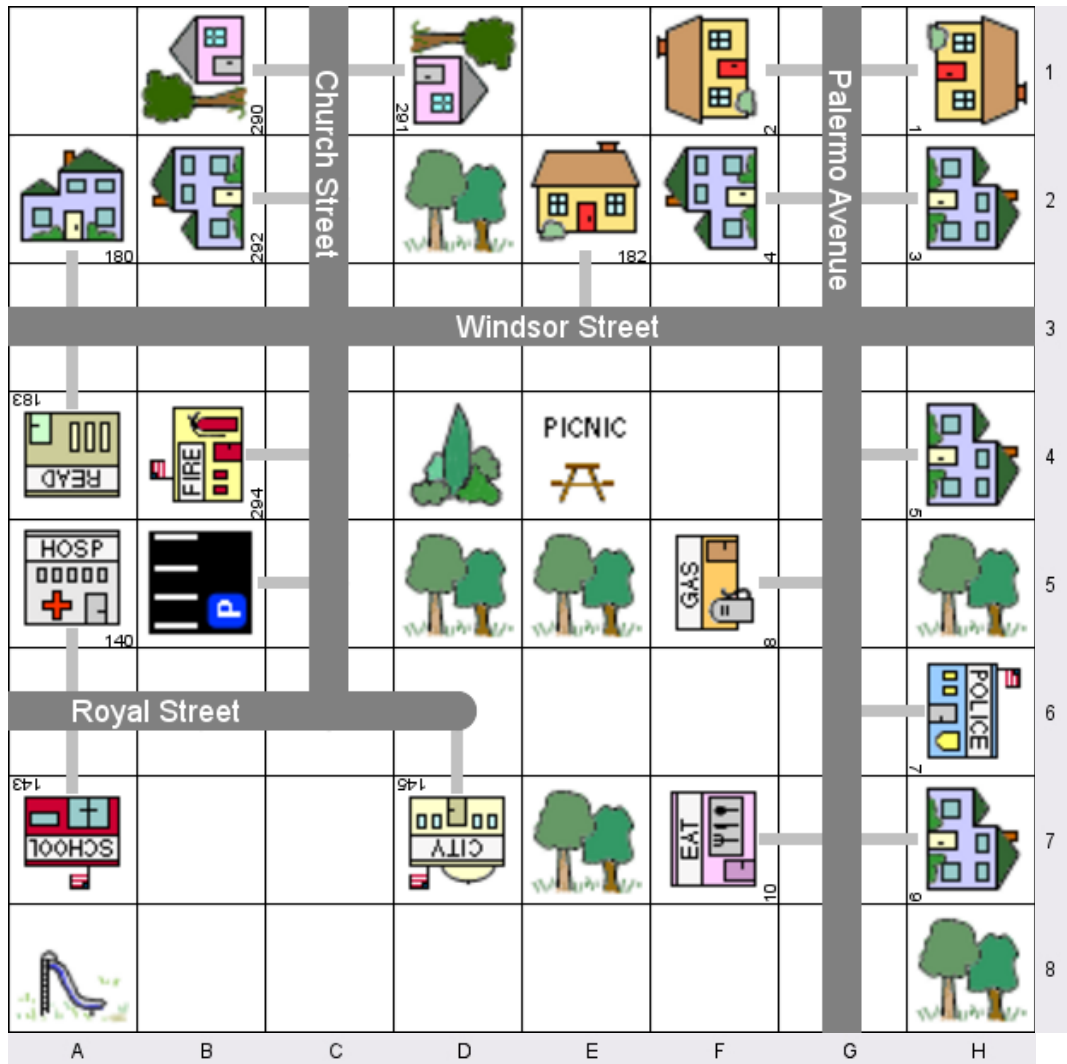 290
Church Street
291
2
Palermo Avenue
1
1
180
292
182
4
3
2
Windsor Street
3
183
READ
FIRE
294
PICNIC
5
4
HOSP
140
P
GAS
8
5
Royal Street
POLICE
7
6
143
SCHOOL
145
CITY
EAT
10
9
7
8
A B C D E F G H